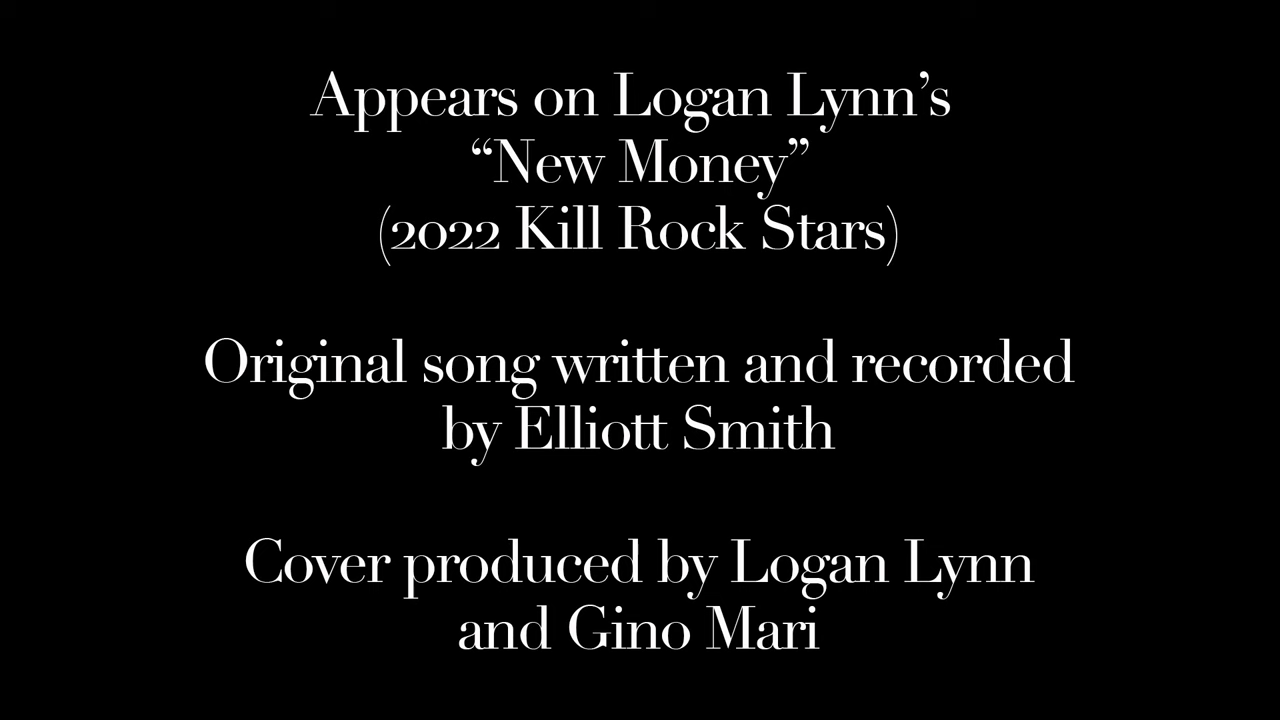 Appears on Logan Lynn’s
“New Money”
(2022 Kill Rock Stars)
Original song written and recorded
by Elliott Smith
Cover produced by Logan Lynn
and Gino Mari